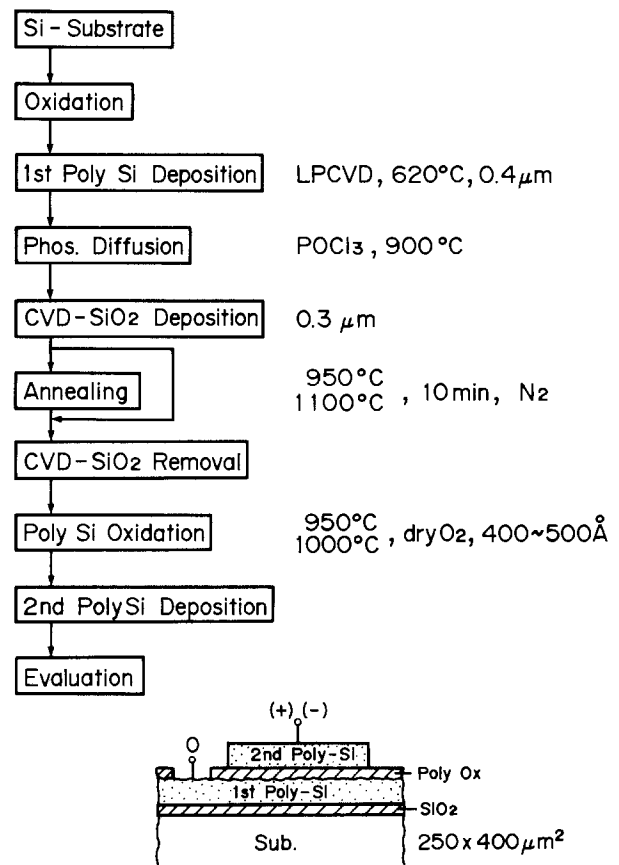 Si-Substrate
Oxidation
1st Poly Si Deposition LPCVD, 620°C, 0.4μm
Phos. Diffusion POCl3, 900°C
CVD-SiO2 Deposition 0.3 μm
Annealing 950°C 1100°C, 10min, N2
CVD-SiO2 Removal
Poly Si Oxidation 950°C 1000°C, dryO2, 400~500Å
2nd PolySi Deposition
Evaluation
(+) (-)
2nd Poly-Si
Poly Ox
1st Poly-Si
SiO2
Sub. 250x400μm²